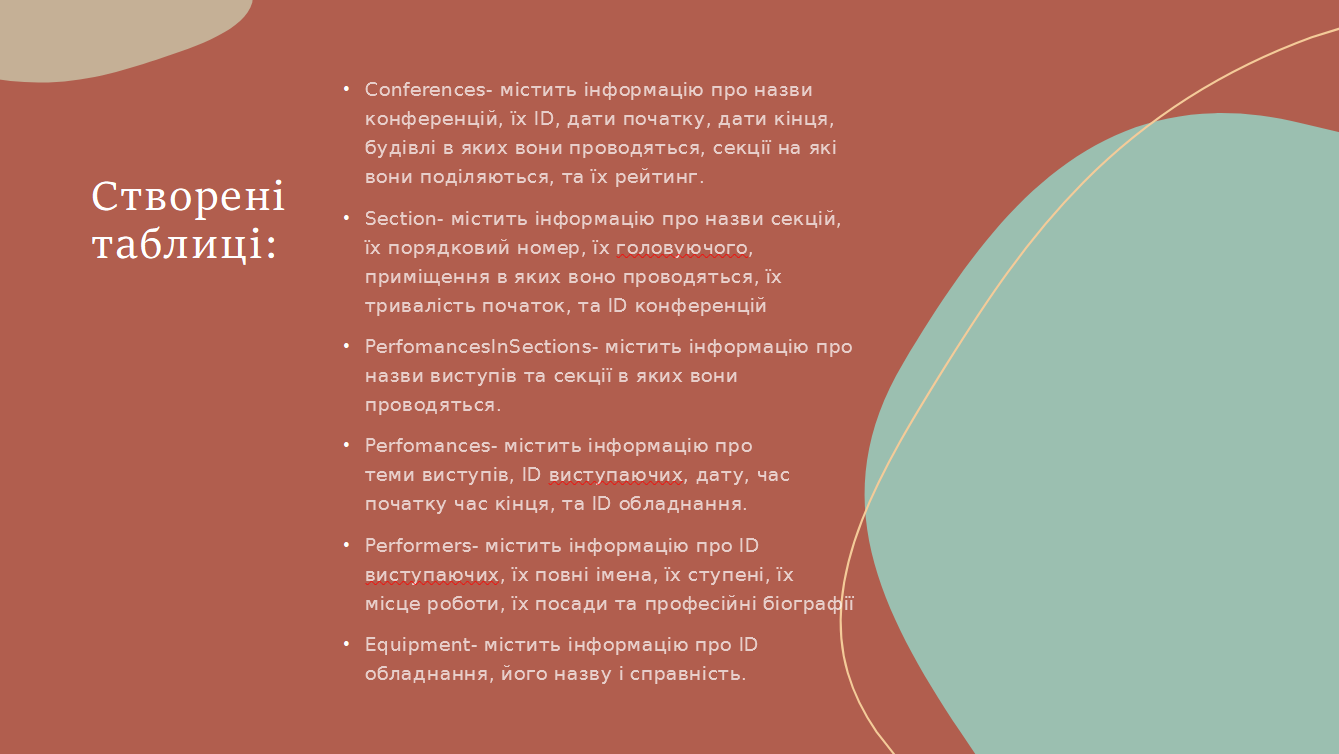 Створені
таблиці:
• Conferences- містить інформацію про назви
конференцій, їх ID, дати початку, дати кінця,
будівлі в яких вони проводяться, секції на які
вони поділяються, та їх рейтинг.
• Section- містить інформацію про назви секцій,
їх порядковий номер, їх головуючого,
приміщення в яких воно проводяться, їх
тривалість початок, та ID конференцій
• PerfomancesInSections- містить інформацію про
назви виступів та секції в яких вони
проводяться.
• Perfomances- містить інформацію про
теми виступів, ID виступаючих, дату, час
початку час кінця, та ID обладнання.
• Performers- містить інформацію про ID
виступаючих, їх повні імена, їх ступені, їх
місце роботи, їх посади та професійні біографії
• Equipment- містить інформацію про ID
обладнання, його назву і справність.